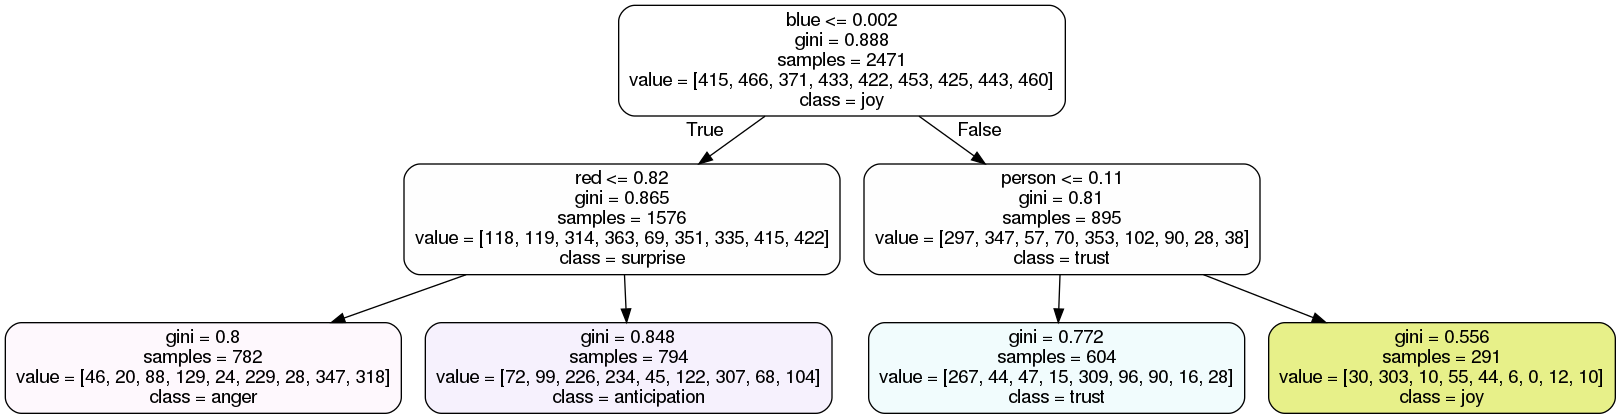 blue <= 0.002
gini = 0.888
samples = 2471
value = [415, 466, 371, 433, 422, 453, 425, 443, 460]
class = joy
True
False
red <= 0.82
gini = 0.865
samples = 1576
value = [118, 119, 314, 363, 69, 351, 335, 415, 422]
class = surprise
person <= 0.11
gini = 0.81
samples = 895
value = [297, 347, 57, 70, 353, 102, 90, 28, 38]
class = trust
gini = 0.8
samples = 782
value = [46, 20, 88, 129, 24, 229, 28, 347, 318]
class = anger
gini = 0.848
samples = 794
value = [72, 99, 226, 234, 45, 122, 307, 68, 104]
class = anticipation
gini = 0.772
samples = 604
value = [267, 44, 47, 15, 309, 96, 90, 16, 28]
class = trust
gini = 0.556
samples = 291
value = [30, 303, 10, 55, 44, 6, 0, 12, 10]
class = joy